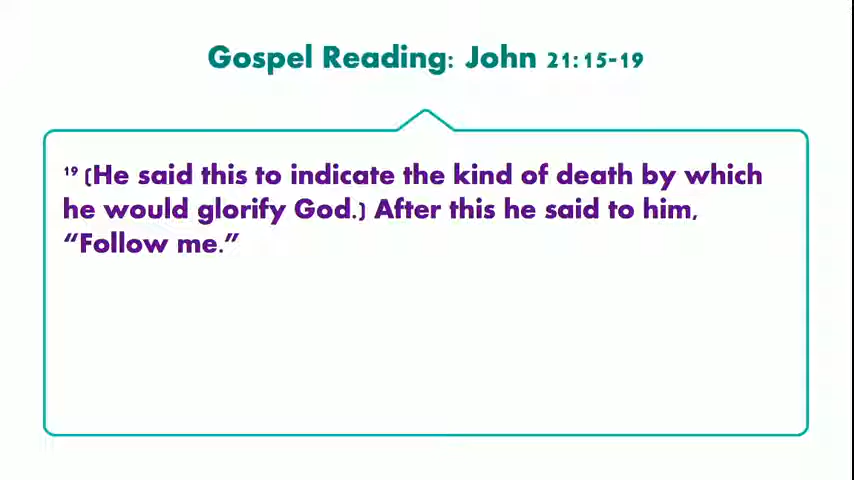 Gospel Reading: John 21:15-19
19 (He said this to indicate the kind of death by which
he would glorify God.) After this he said to him,
“Follow me.”